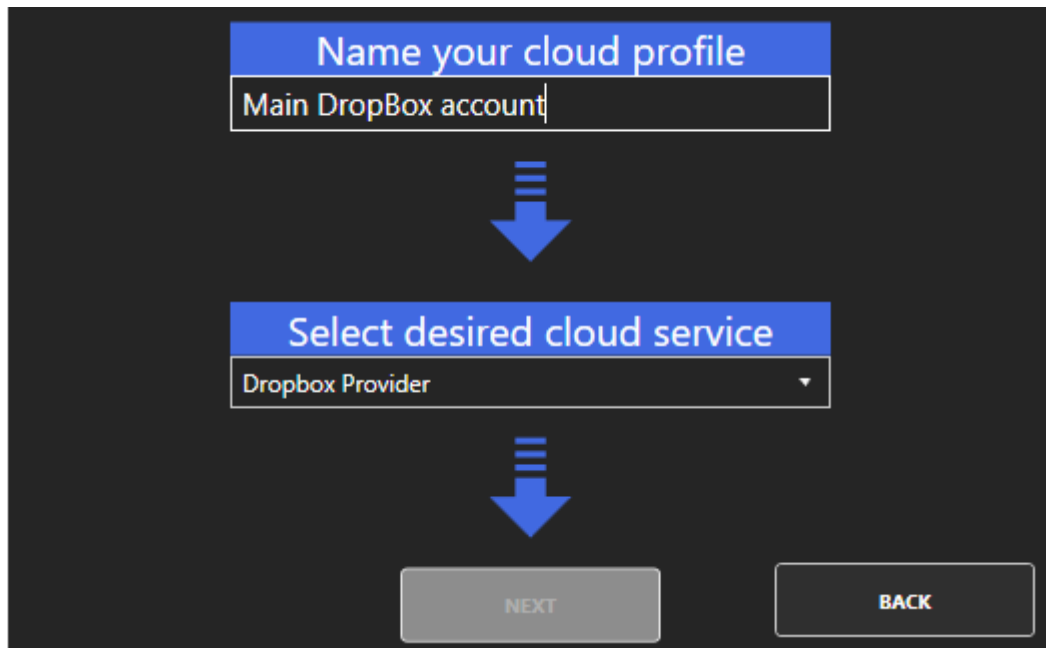 Name your cloud profile
Main DropBox account
Select desired cloud service
Dropbox Provider
NEXT
BACK